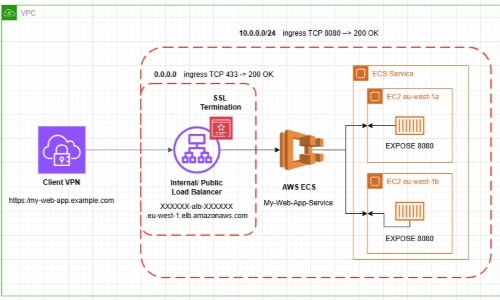 VPC
10.0.0.0/24 ingress TCP 8080 --> 200 OK
0.0.0.0 ingress TCP 433 -> 200 OK
ECS Service
SSL
Termination
EC2 eu-west-1a
EXPOSE 8080
Client VPN
https:/my-web-app.example.com
Internal/ Public
Load Balancer
XXXXXX-alb-XXXXXX
.eu-west-1.elb.amazonaws.com
AWS ECS
My-Web-App-Service
EC2 eu-west-1b
EXPOSE 8080